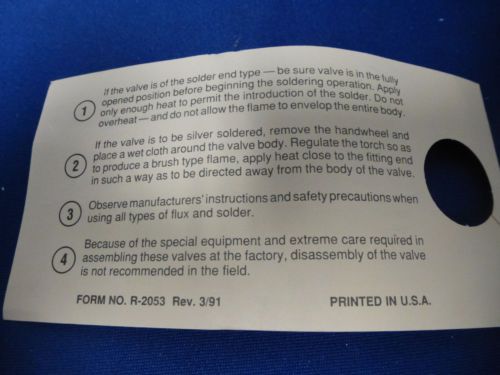 1 If the valve is of the solder end type — be sure valve is in the fully
opened position before beginning the soldering operation. Apply
only enough heat to permit the introduction of the solder. Do not
overheat — and do not allow the flame to envelop the entire body.
2 If the valve is to be silver soldered, remove the handwheel and
place a wet cloth around the valve body. Regulate the torch so as
to produce a brush type flame, apply heat close to the fitting end
in such a way as to be directed away from the body of the valve.
3 Observe manufacturers' instructions and safety precautions when
using all types of flux and solder.
4 Because of the special equipment and extreme care required in
assembling these valves at the factory, disassembly of the valve
is not recommended in the field.
FORM NO. R-2053 Rev. 3/91 PRINTED IN U.S.A.